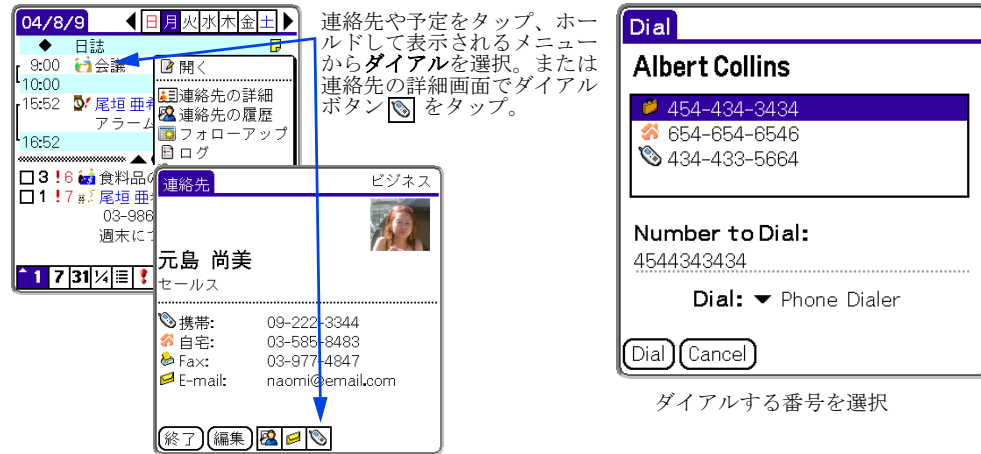 04/8/9 日 月 火 水 木 金 土
日誌
9:00 会議
10:00
15:52 尾垣 亜
アラーム
16:52
3 !6 食料品
1 !7 尾垣 亜
03-986
週末に
1 7 31
開く
連絡先の詳細
連絡先の履歴
フォローアップ
ログ
連絡先や予定をタップ、ホー
ルドして表示されるメニュー
からダイアルを選択。または
連絡先の詳細画面でダイアル
ボタン をタップ。
連絡先 ビジネス
元島 尚美
セールス
携帯: 09-222-3344
自宅: 03-585-8483
Fax: 03-977-4847
E-mail: naomi@email.com
終了 編集
Dial
Albert Collins
454-434-3434
654-654-6546
434-433-5664
Number to Dial:
4544343434
Dial: Phone Dialer
Dial Cancel
ダイアルする番号を選択